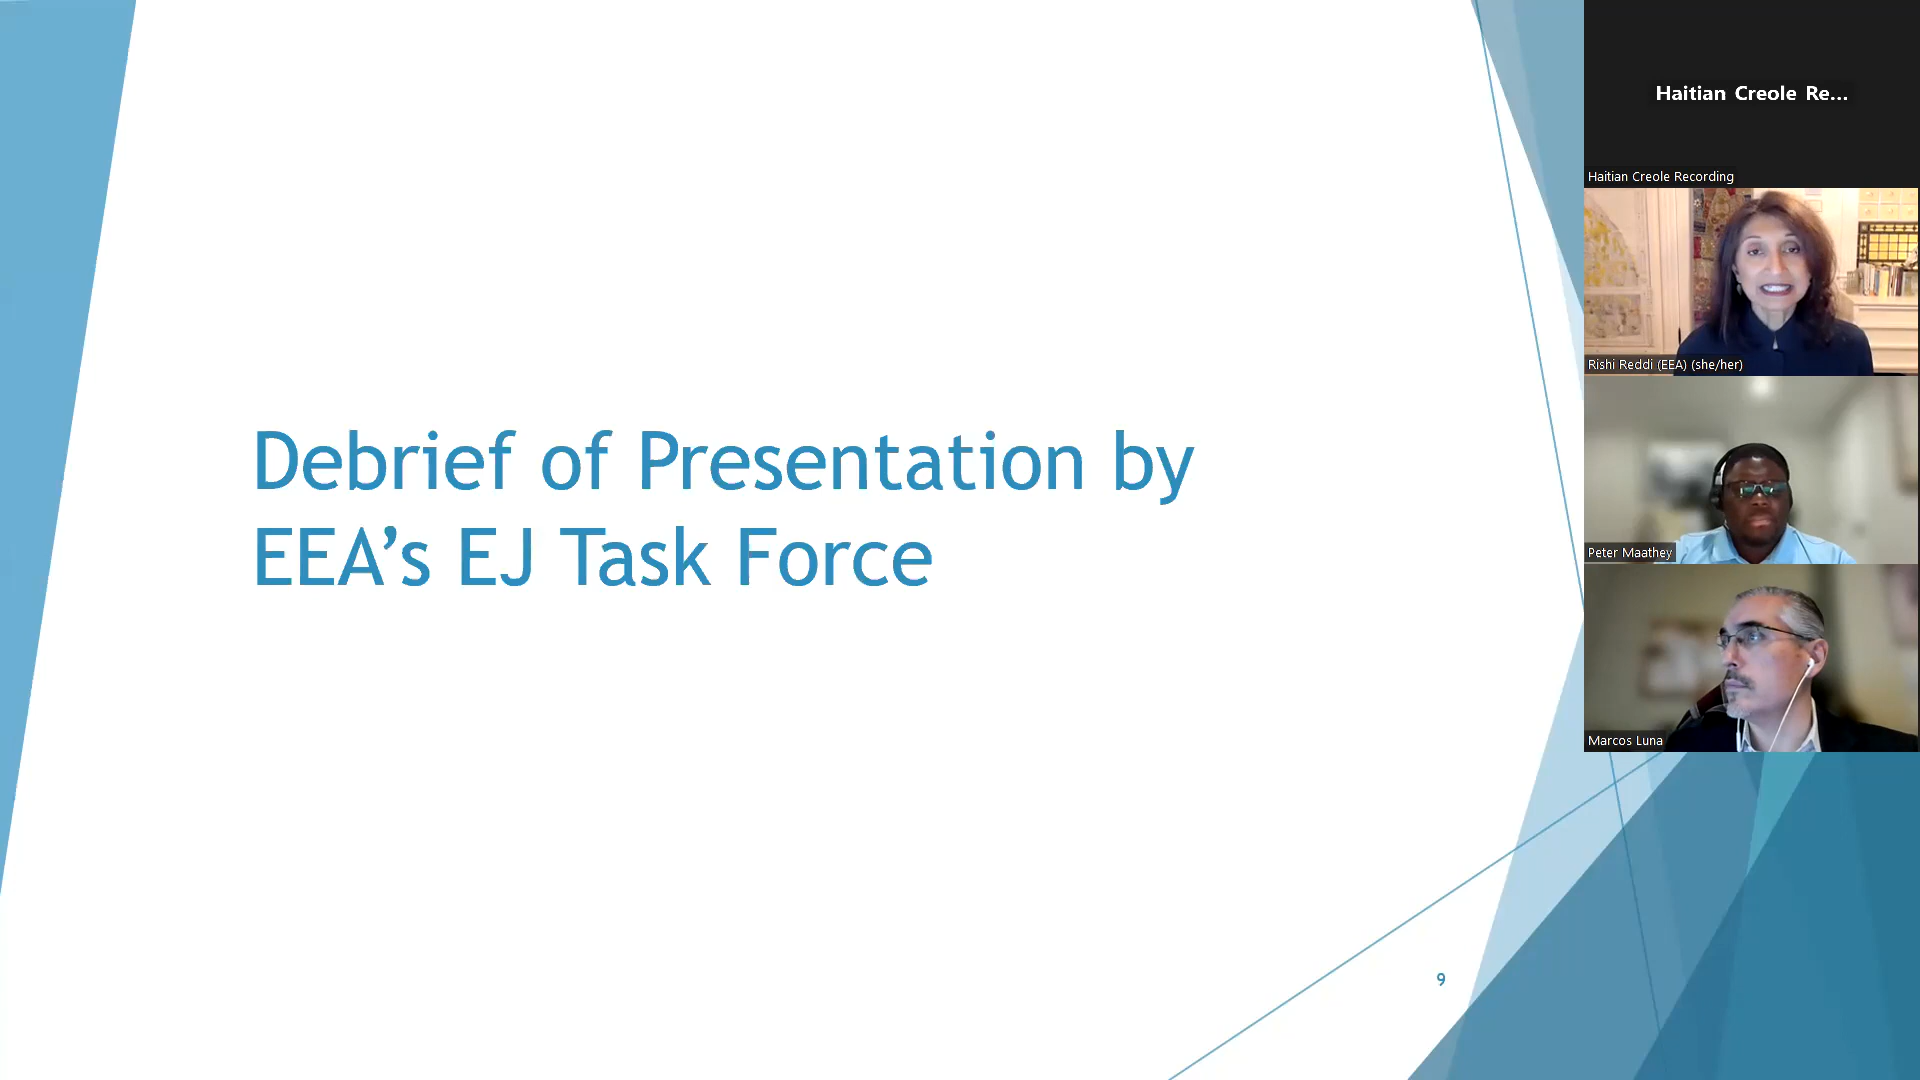 Debrief of Presentation by
EEA’s EJ Task Force
9
Haitian Creole Re...
Haitian Creole Recording
Rishi Reddi (EEA) (she/her)
Peter Maathey
Marcos Luna